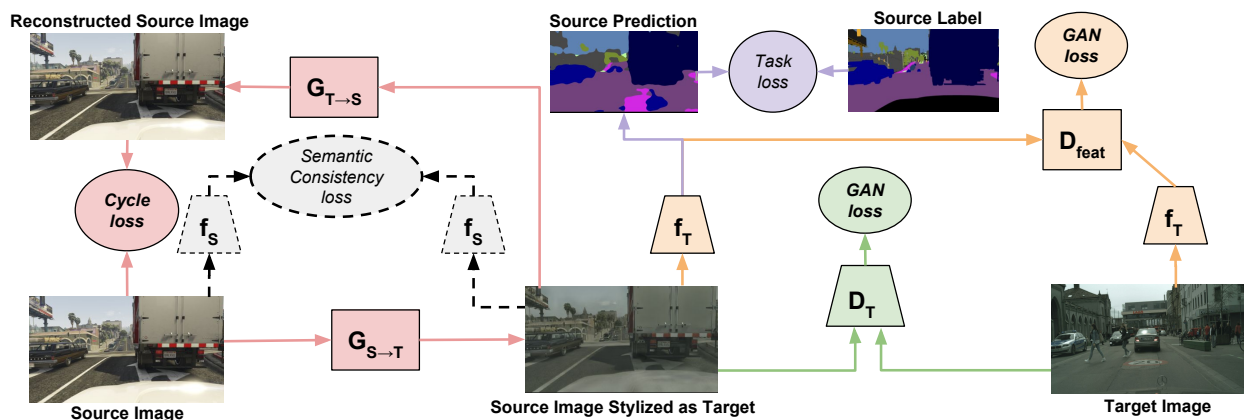 Reconstructed Source Image
Source Prediction
Source Label
GAN
loss
Task
loss
G_T→S
D_feat
Semantic
Consistency
loss
Cycle
loss
GAN
loss
f_S
f_S
f_T
f_T
D_T
G_S→T
Source Image
Source Image Stylized as Target
Target Image